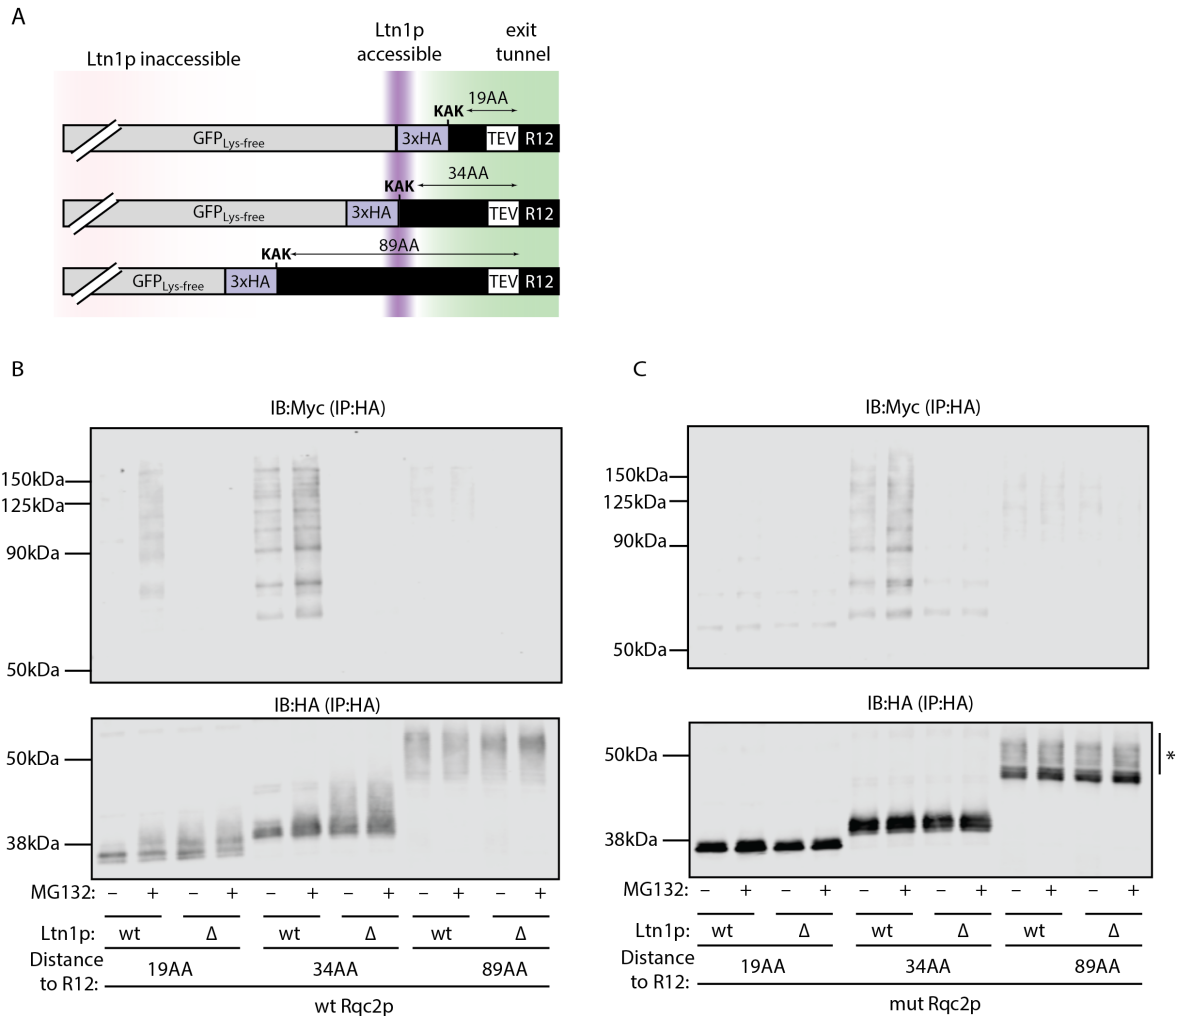 A
Ltn1p inaccessible
Ltn1p accessible
exit tunnel
19AA
KAK
GFPLys-free 3xHA TEV R12
34AA
KAK
GFPLys-free 3xHA TEV R12
89AA
KAK
GFPLys-free 3xHA TEV R12
B
IB:Myc (IP:HA)
150kDa
125kDa
90kDa
50kDa
IB:HA (IP:HA)
50kDa
38kDa
MG132: – + – + – + – + – + – +
Ltn1p: wt Δ wt Δ wt Δ
Distance to R12: 19AA 34AA 89AA
wt Rqc2p
C
IB:Myc (IP:HA)
150kDa
125kDa
90kDa
50kDa
IB:HA (IP:HA)
50kDa
*
38kDa
MG132: – + – + – + – + – + – +
Ltn1p: wt Δ wt Δ wt Δ
Distance to R12: 19AA 34AA 89AA
mut Rqc2p